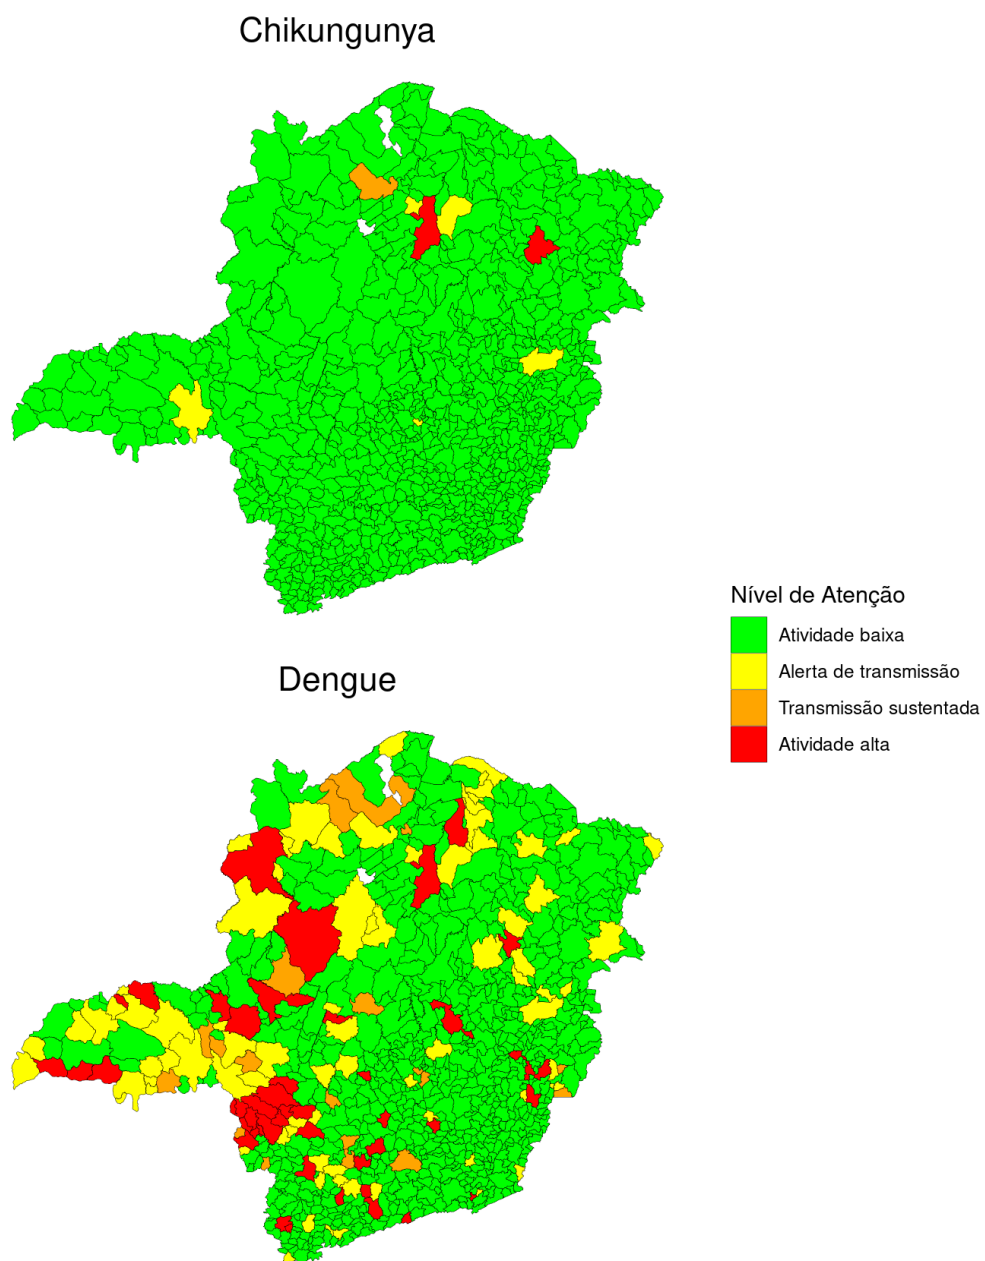 Chikungunya
Nível de Atenção
Atividade baixa
Alerta de transmissão
Transmissão sustentada
Atividade alta
Dengue